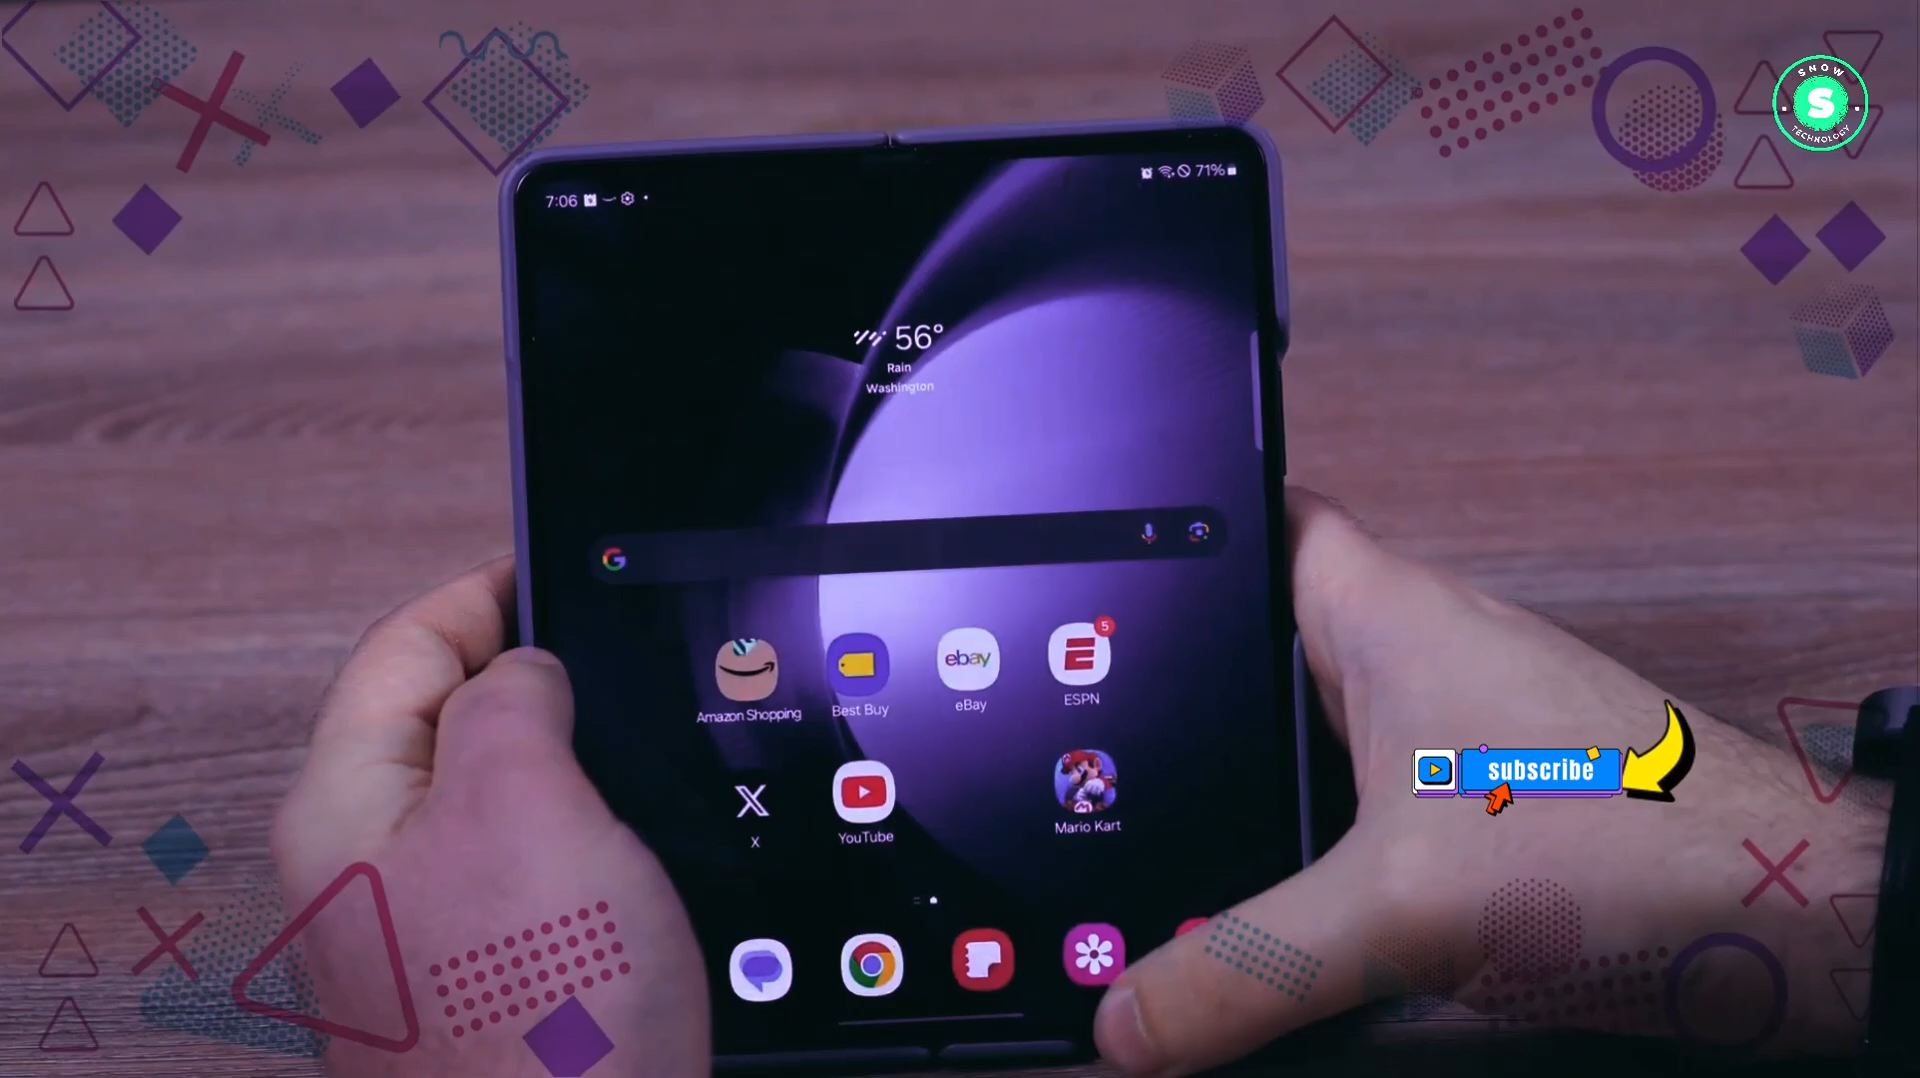 SNOW
S
TECHNOLOGY
7:06
71%
56°
Rain
Washington
G
ebay
5
Amazon Shopping
Best Buy
eBay
ESPN
X
YouTube
Mario Kart
subscribe